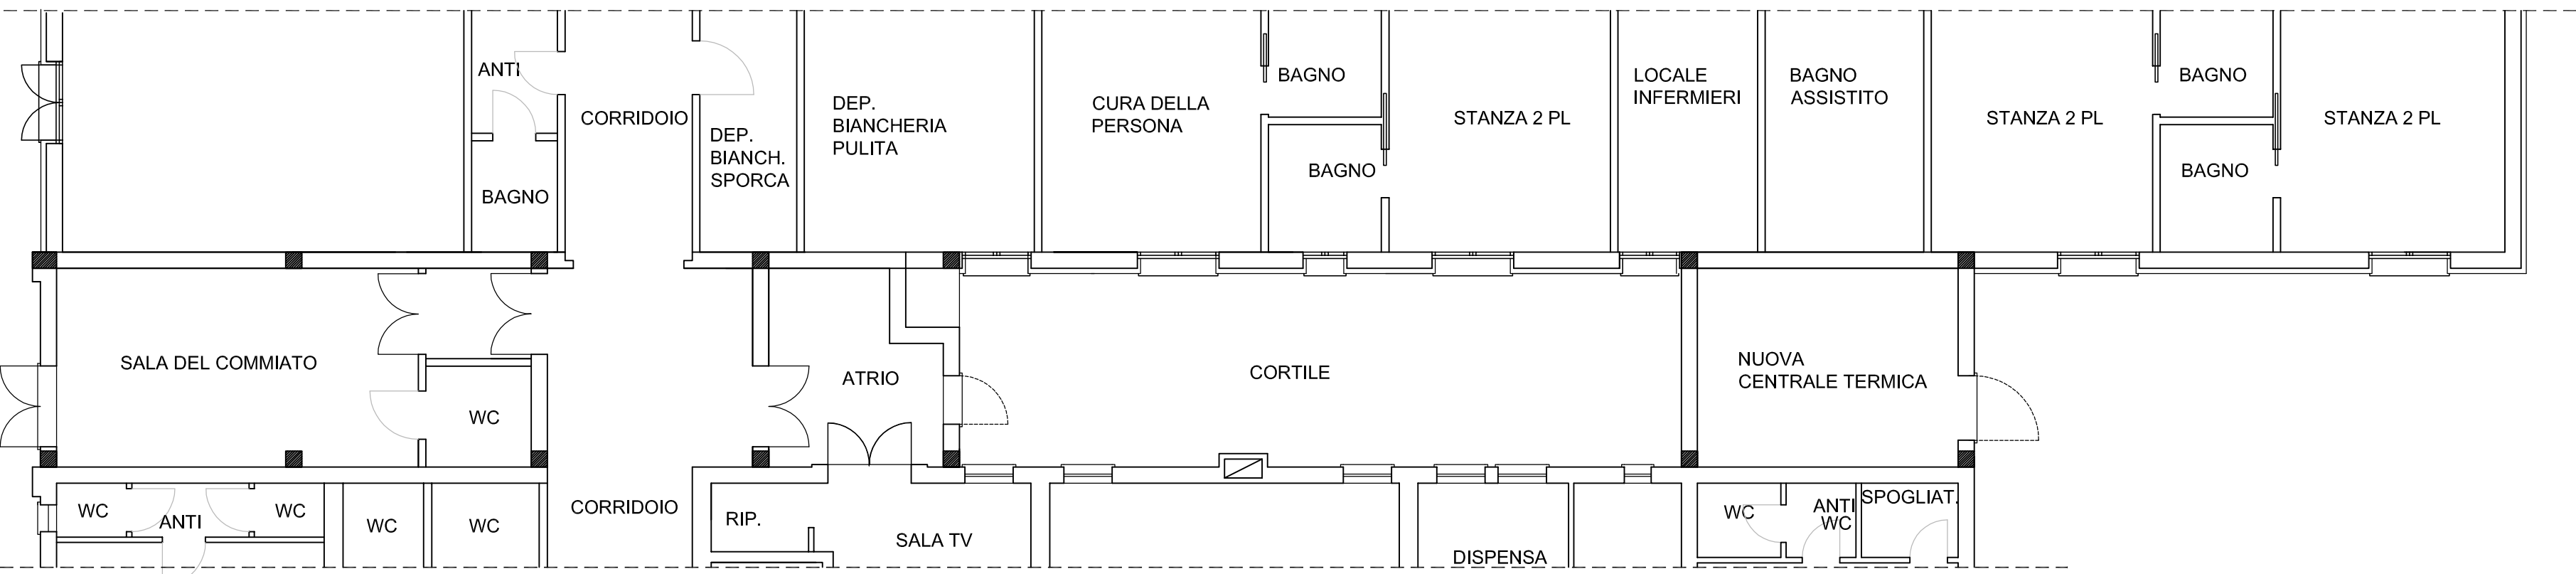 ANTI
BAGNO
CORRIDOIO
DEP.
BIANCH.
SPORCA
DEP.
BIANCHERIA
PULITA
CURA DELLA
PERSONA
BAGNO
BAGNO
STANZA 2 PL
LOCALE
INFERMIERI
BAGNO
ASSISTITO
STANZA 2 PL
BAGNO
BAGNO
STANZA 2 PL
SALA DEL COMMIATO
WC
ATRIO
CORTILE
NUOVA
CENTRALE TERMICA
WC
ANTI
WC
WC
WC
CORRIDOIO
RIP.
SALA TV
DISPENSA
WC
ANTI
WC
SPOGLIAT.